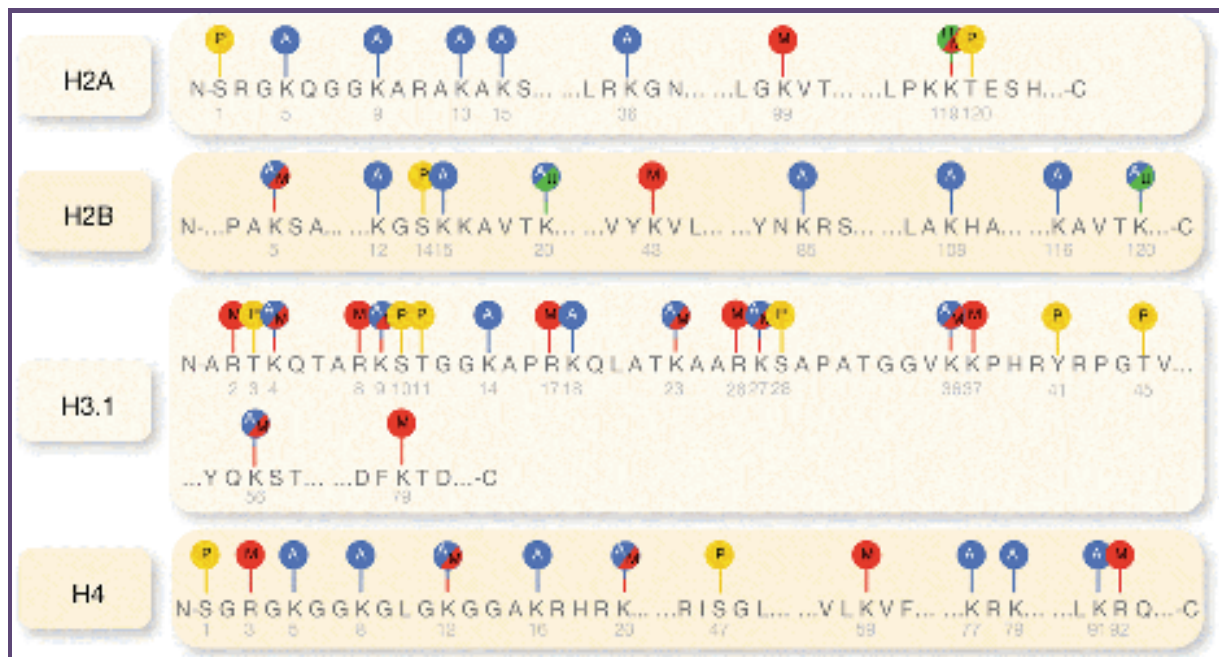 H2A
P A A A A A M P
N-SRGKQGGKARAKAKS... ...LRKGN... ...LGKVT... ...LPKKTESH...-C
1 5 9 13 15 36 99 119 120
H2B
A M A P A A U M A A A A U
N-...PAKSA... ...KGSKKAVTK... ...VYKVL... ...YNKRS... ...LAKHA... ...KAVTK...-C
5 12 14 15 20 43 85 108 116 120
H3.1
M P A M M A M P P A M A A M M A M P A M M P P
N-ARTKQTARKSTGGKAPRKQLATKAARKSAPATGGVKKPHRYRPGTV...
2 3 4 8 9 10 11 14 17 18 23 26 27 28 36 37 41 45
A M M
...YQKST... ...DFKTD...-C
56 79
H4
P M A A A M A A M P M A A A M
N-SGRGKGGKGLGKGGAKRHRK... ...RISGL... ...VLKVF... ...KRK... ...LKRQ...-C
1 3 5 8 12 16 20 47 59 77 79 91 92